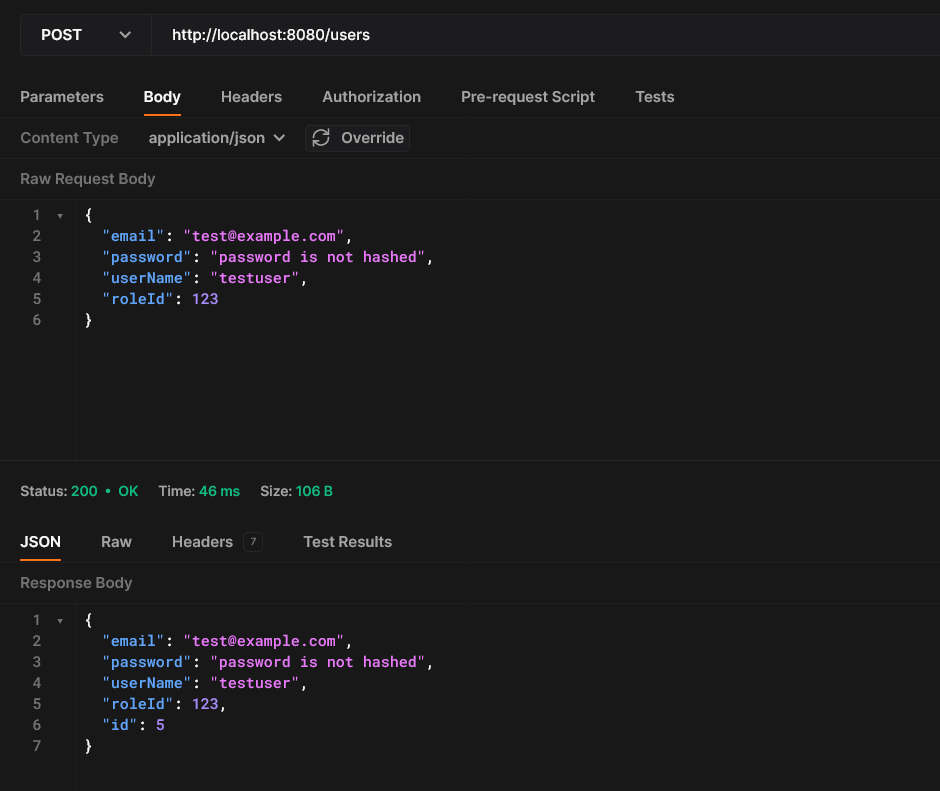 POST http://localhost:8080/users
Parameters Body Headers Authorization Pre-request Script Tests
Content Type application/json Override
Raw Request Body
1 {
2 "email": "test@example.com",
3 "password": "password is not hashed",
4 "userName": "testuser",
5 "roleId": 123
6 }
Status: 200 • OK Time: 46 ms Size: 106 B
JSON Raw Headers 7 Test Results
Response Body
1 {
2 "email": "test@example.com",
3 "password": "password is not hashed",
4 "userName": "testuser",
5 "roleId": 123,
6 "id": 5
7 }